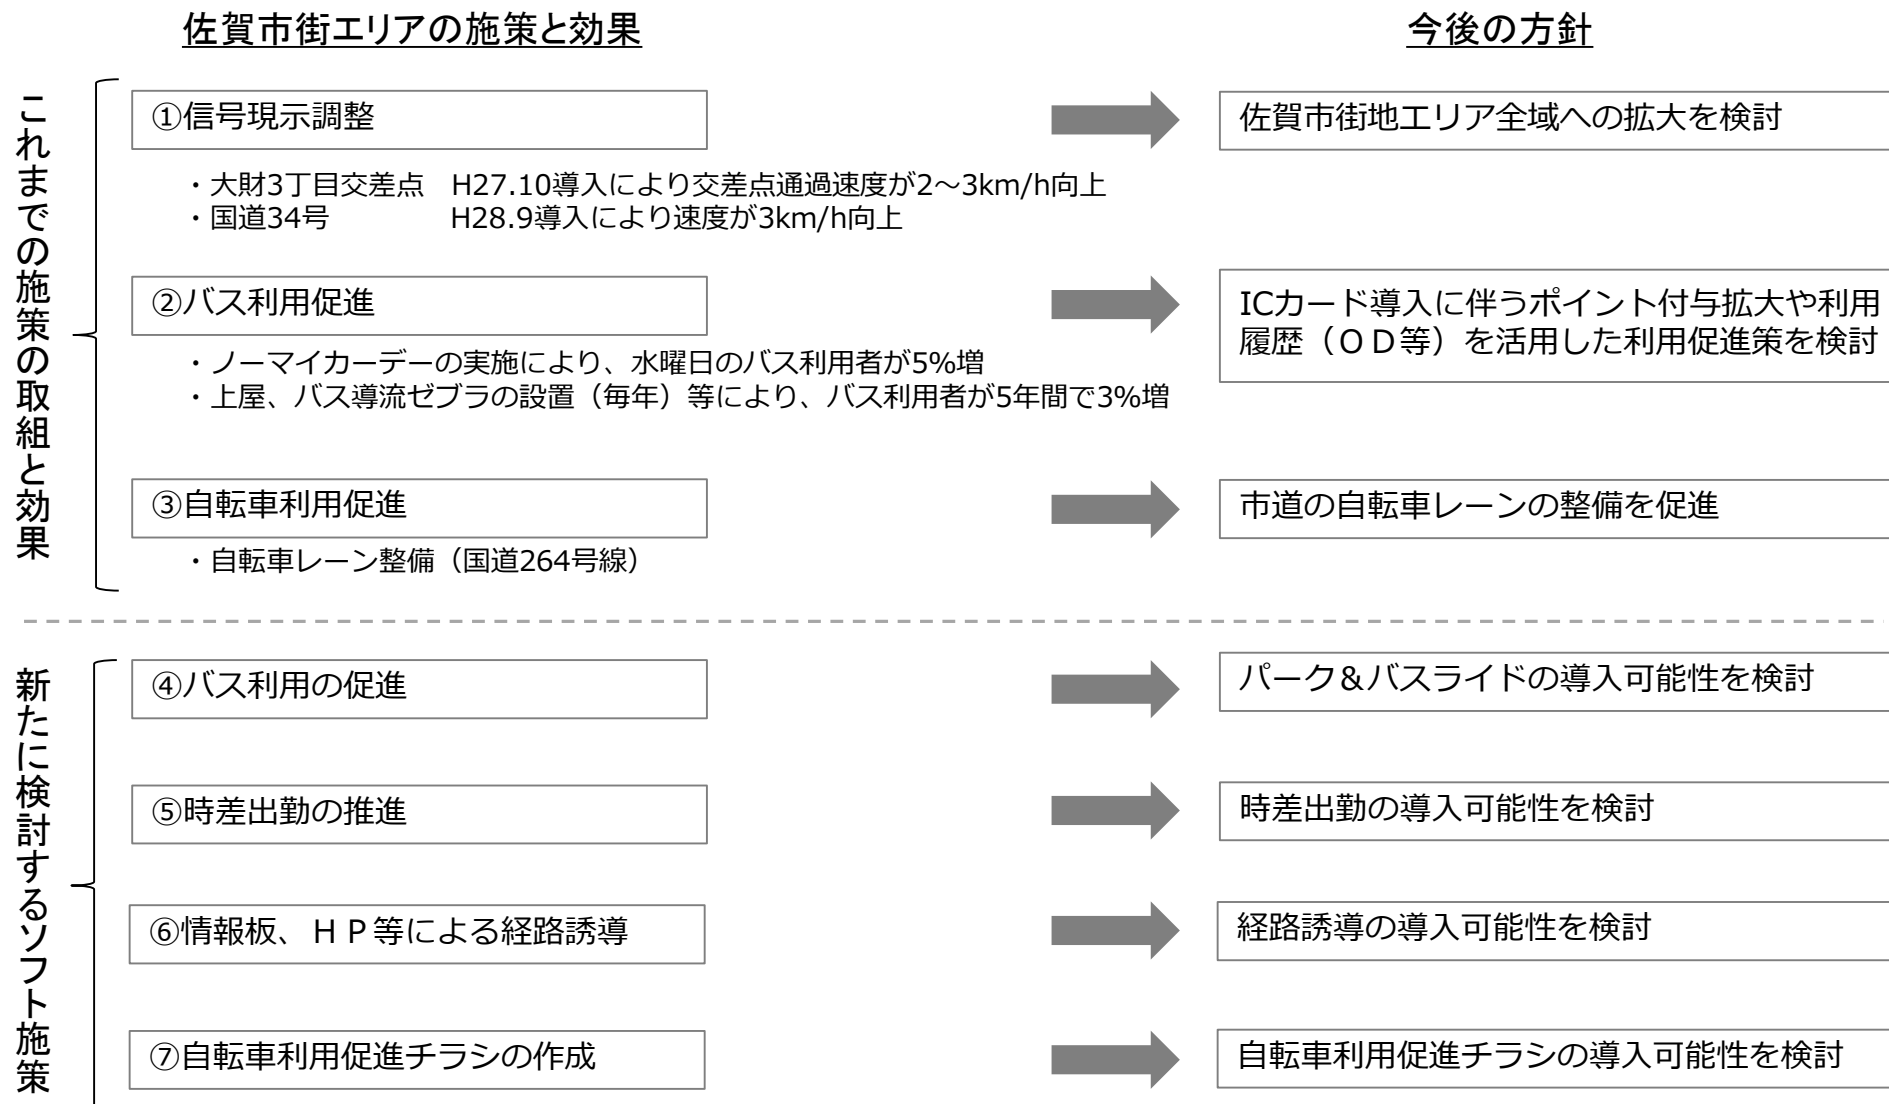 佐賀市街エリアの施策と効果
今後の方針
これまでの施策の取組と効果
①信号現示調整
佐賀市街地エリア全域への拡大を検討
・大財3丁目交差点 H27.10導入により交差点通過速度が2～3km/h向上
・国道34号 H28.9導入により速度が3km/h向上
②バス利用促進
ICカード導入に伴うポイント付与拡大や利用
履歴（ＯＤ等）を活用した利用促進策を検討
・ノーマイカーデーの実施により、水曜日のバス利用者が5%増
・上屋、バス導流ゼブラの設置（毎年）等により、バス利用者が5年間で3%増
③自転車利用促進
市道の自転車レーンの整備を促進
・自転車レーン整備（国道264号線）
新たに検討するソフト施策
④バス利用の促進
パーク＆バスライドの導入可能性を検討
⑤時差出勤の推進
時差出勤の導入可能性を検討
⑥情報板、ＨＰ等による経路誘導
経路誘導の導入可能性を検討
⑦自転車利用促進チラシの作成
自転車利用促進チラシの導入可能性を検討